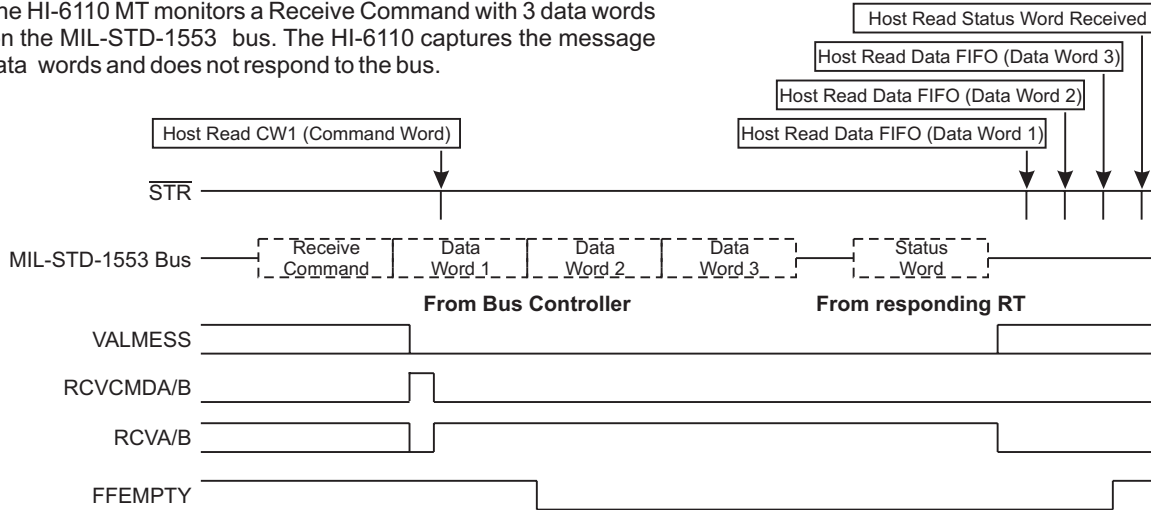 he HI-6110 MT monitors a Receive Command with 3 data words
n the MIL-STD-1553 bus. The HI-6110 captures the message
ata words and does not respond to the bus.
Host Read Status Word Received
Host Read Data FIFO (Data Word 3)
Host Read Data FIFO (Data Word 2)
Host Read CW1 (Command Word)
Host Read Data FIFO (Data Word 1)
STR
MIL-STD-1553 Bus
Receive Command
Data Word 1
Data Word 2
Data Word 3
Status Word
From Bus Controller
From responding RT
VALMESS
RCVCMDA/B
RCVA/B
FFEMPTY